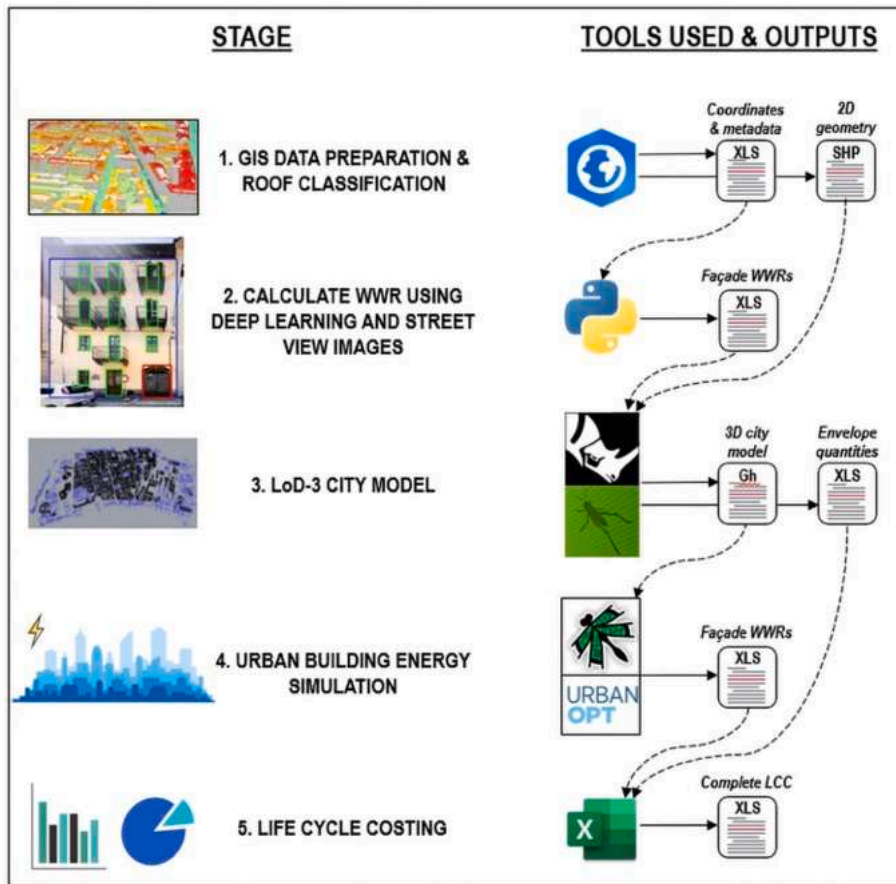 STAGE
TOOLS USED & OUTPUTS
1. GIS DATA PREPARATION &
ROOF CLASSIFICATION
Coordinates
& metadata
XLS
2D
geometry
SHP
2. CALCULATE WWR USING
DEEP LEARNING AND STREET
VIEW IMAGES
Façade WWRs
XLS
3. LoD-3 CITY MODEL
3D city
model
Gh
Envelope
quantities
XLS
4. URBAN BUILDING ENERGY
SIMULATION
URBAN
OPT
Façade WWRs
XLS
5. LIFE CYCLE COSTING
X
Complete LCC
XLS